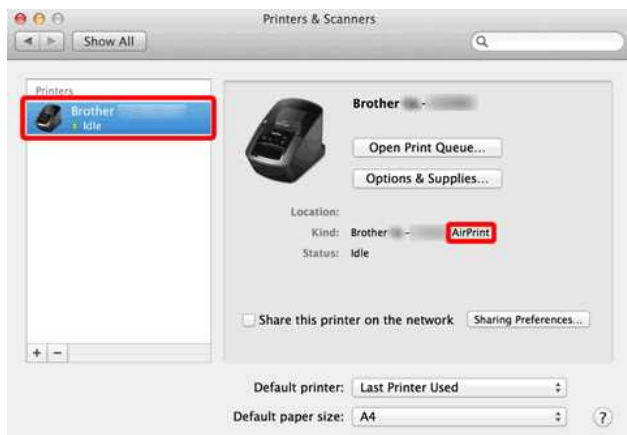 Printers & Scanners
Show All
Printers
Brother
Idle
Brother -
Open Print Queue...
Options & Supplies...
Location:
Kind: Brother - AirPrint
Status: Idle
Share this printer on the network Sharing Preferences...
+ −
Default printer: Last Printer Used
Default paper size: A4 ?